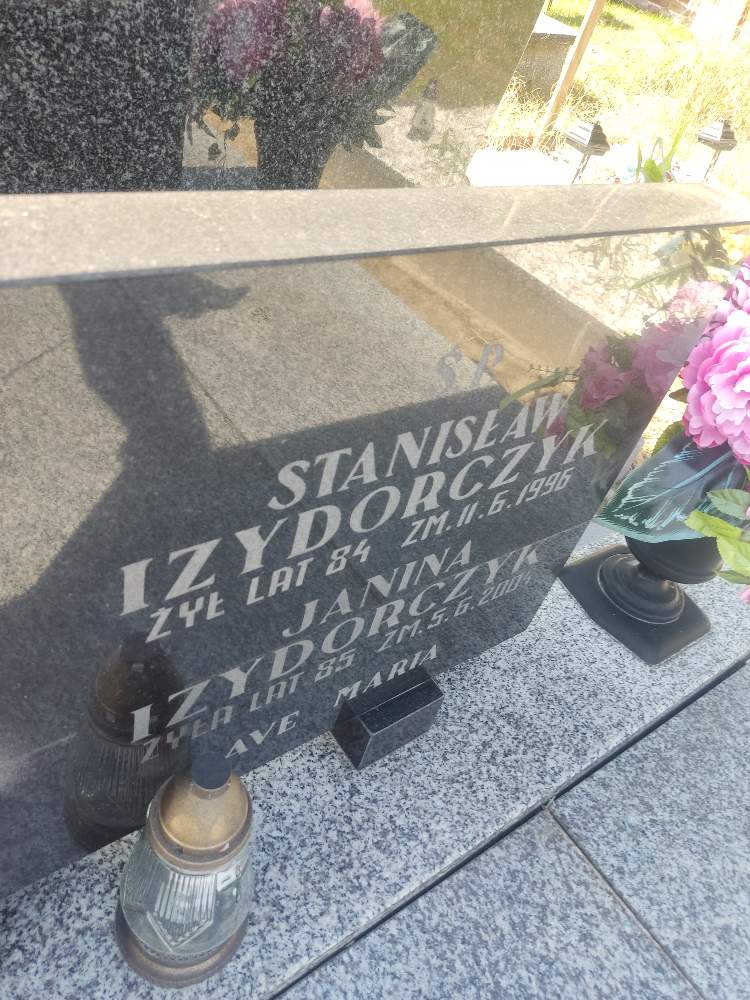 Ś.P.
STANISŁAW
IZYDORCZYK
ŻYŁ LAT 84 ZM. 11.6.1996
JANINA
IZYDORCZYK
ŻYŁA LAT 85 ZM. 5.6.2004
AVE MARIA